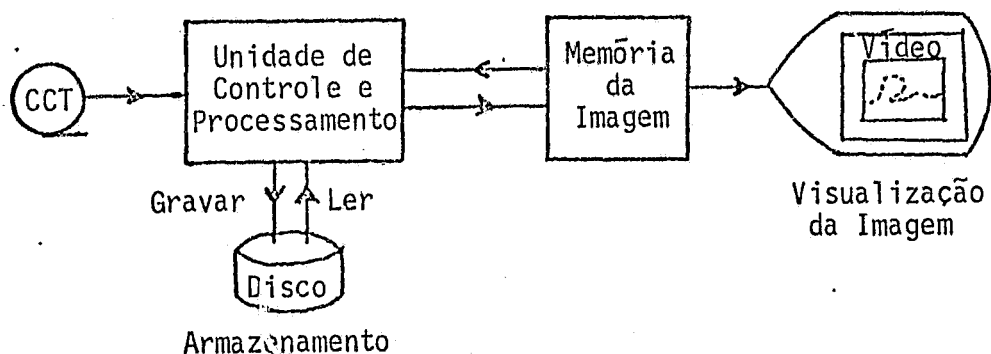 CCT
Unidade de
Controle e
Processamento
Memória
da
Imagem
Vídeo
Visualização
da Imagem
Gravar
Ler
Disco
Armazenamento